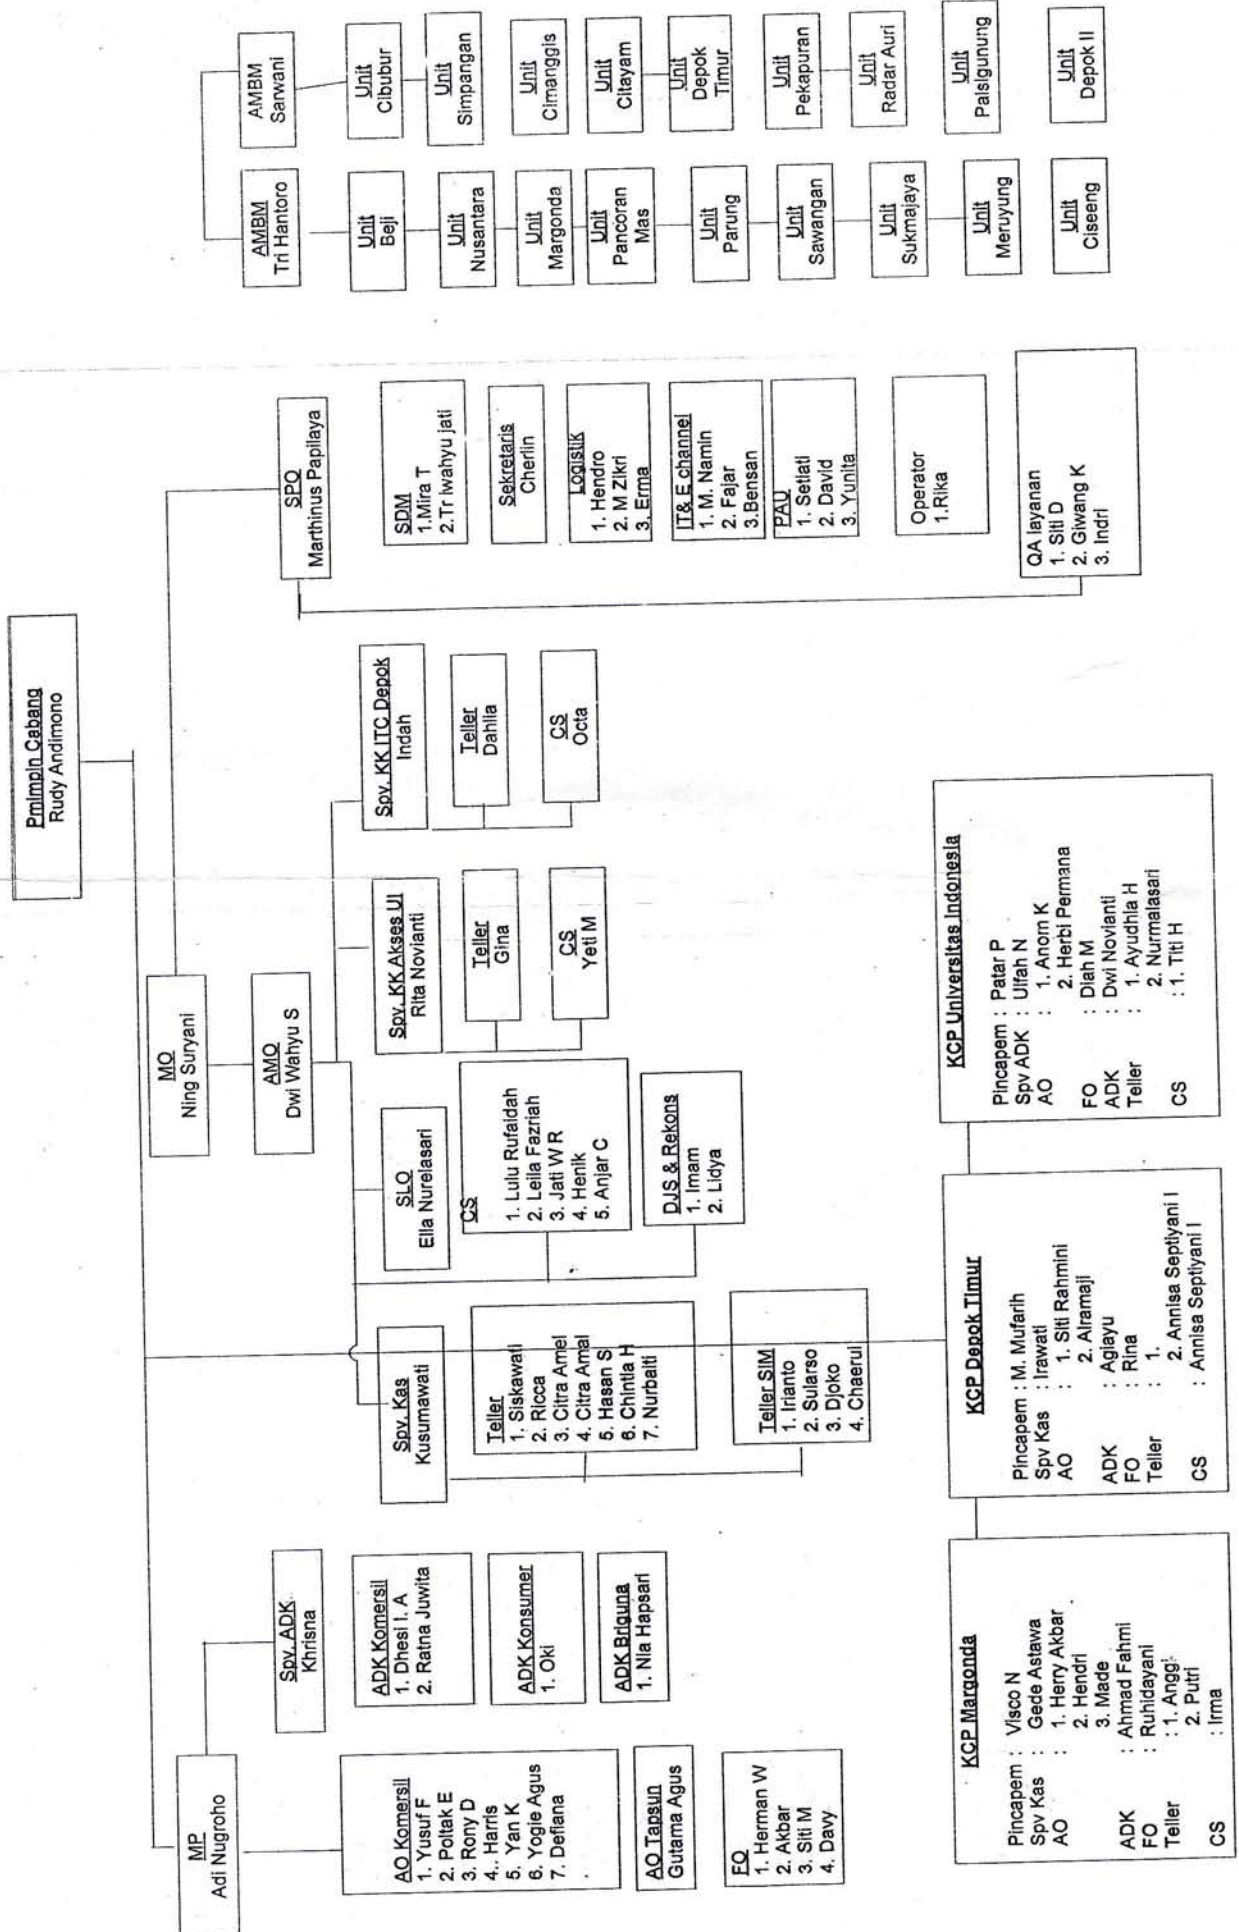 Pmimpin Cabang
Rudy Andimono
MP
Adi Nugroho
AO Komersil
1. Yusuf F
2. Poltak E
3. Rony D
4.. Harris
5. Yan K
6. Yogie Agus
7. Defiana
AO Tapsun
Gutama Agus
FO
1. Herman W
2. Akbar
3. Siti M
4. Davy
Spv. ADK
Khrisna
ADK Komersil
1. Dhesi I. A
2. Ratna Juwita
ADK Konsumer
1. Oki
ADK Briguna
1. Nia Hapsari
MO
Ning Suryani
AMO
Dwi Wahyu S
Spv. Kas
Kusumawati
Teller
1. Siskawati
2. Ricca
3. Citra Amel
4. Citra Amal
5. Hasan S
6. Chintia H
7. Nurbaiti
Teller SIM
1. Irianto
2. Sularso
3. Djoko
4. Chaerul
SLO
Ella Nurelasari
CS
1. Lulu Rufaidah
2. Leila Fazriah
3. Jati W R
4. Henik
5. Anjar C
DJS & Rekons
1. Imam
2. Lidya
Spv. KK Akses UI
Rita Novianti
Teller
Gina
CS
Yeti M
Spv. KK ITC Depok
Indah
Teller
Dahlia
CS
Octa
SPO
Marthinus Papilaya
SDM
1.Mira T
2.Tr iwahyu jati
Sekretaris
Cherlin
Logistik
1. Hendro
2. M Zikri
3. Erma
IT& E channel
1. M. Namin
2. Fajar
3.Bensan
PAU
1. Setiati
2. David
3. Yunita
Operator
1.Rika
QA layanan
1. Siti D
2. Giwang K
3. Indri
AMBM
Tri Hantoro
Unit
Beji
Unit
Nusantara
Unit
Margonda
Unit
Pancoran
Mas
Unit
Parung
Unit
Sawangan
Unit
Sukmajaya
Unit
Meruyung
Unit
Ciseeng
AMBM
Sarwani
Unit
Cibubur
Unit
Simpangan
Unit
Cimanggis
Unit
Citayam
Unit
Depok
Timur
Unit
Pekapuran
Unit
Radar Auri
Unit
Palsigunung
Unit
Depok II
KCP Margonda
Pincapem : Visco N
Spv Kas : Gede Astawa
AO : 1. Herry Akbar
2. Hendri
3. Made
ADK : Ahmad Fahmi
FO : Ruhidayani
Teller : 1. Anggi
2. Putri
CS : Irma
KCP Depok Timur
Pincapem : M. Mufarih
Spv Kas : Irawati
AO : 1. Siti Rahmini
2. Alramaji
ADK : Agiayu
FO : Rina
Teller : 1.
2. Annisa Septiyani I
CS : Annisa Septiyani I
KCP Universitas Indonesia
Pincapem : Patar P
Spv ADK : Ulfah N
AO : 1. Anom K
2. Herbi Permana
FO : Diah M
ADK : Dwi Novianti
Teller : 1. Ayudhia H
2. Nurmalasari
CS : 1. Titi H